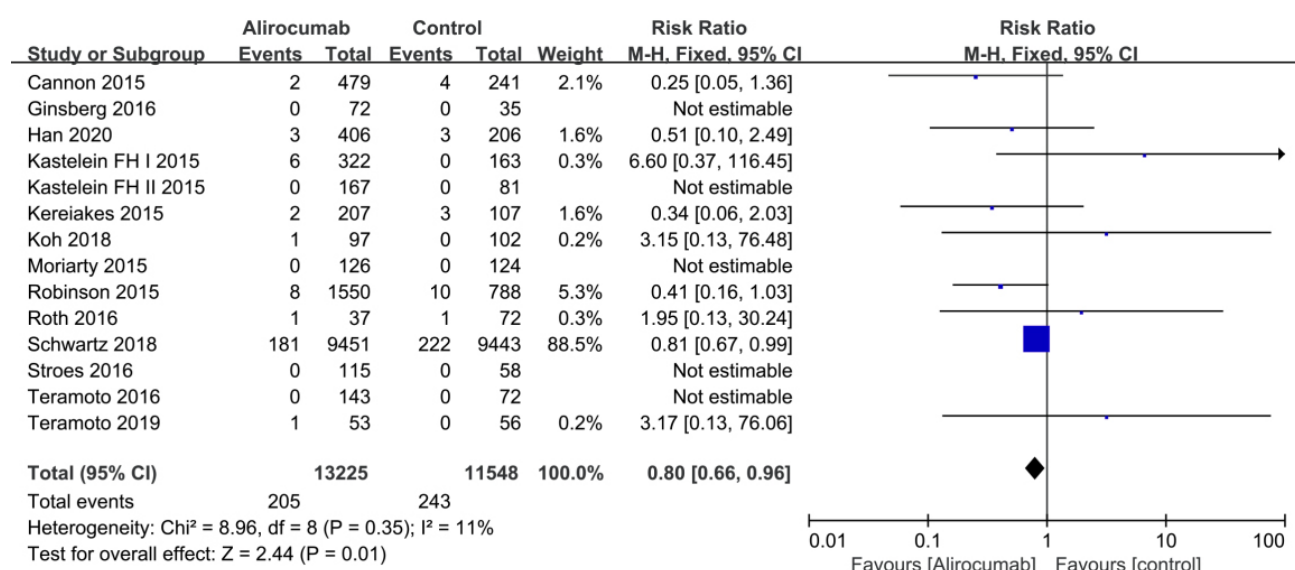 Alirocumab Control Risk Ratio Risk Ratio
Study or Subgroup Events Total Events Total Weight M-H, Fixed, 95% CI M-H, Fixed, 95% CI
Cannon 2015 2 479 4 241 2.1% 0.25 [0.05, 1.36]
Ginsberg 2016 0 72 0 35 Not estimable
Han 2020 3 406 3 206 1.6% 0.51 [0.10, 2.49]
Kastelein FH I 2015 6 322 0 163 0.3% 6.60 [0.37, 116.45]
Kastelein FH II 2015 0 167 0 81 Not estimable
Kereiakes 2015 2 207 3 107 1.6% 0.34 [0.06, 2.03]
Koh 2018 1 97 0 102 0.2% 3.15 [0.13, 76.48]
Moriarty 2015 0 126 0 124 Not estimable
Robinson 2015 8 1550 10 788 5.3% 0.41 [0.16, 1.03]
Roth 2016 1 37 1 72 0.3% 1.95 [0.13, 30.24]
Schwartz 2018 181 9451 222 9443 88.5% 0.81 [0.67, 0.99]
Stroes 2016 0 115 0 58 Not estimable
Teramoto 2016 0 143 0 72 Not estimable
Teramoto 2019 1 53 0 56 0.2% 3.17 [0.13, 76.06]
Total (95% CI) 13225 11548 100.0% 0.80 [0.66, 0.96]
Total events 205 243
Heterogeneity: Chi² = 8.96, df = 8 (P = 0.35); I² = 11%
Test for overall effect: Z = 2.44 (P = 0.01)
0.01 0.1 1 10 100
Favours [Alirocumab] Favours [control]